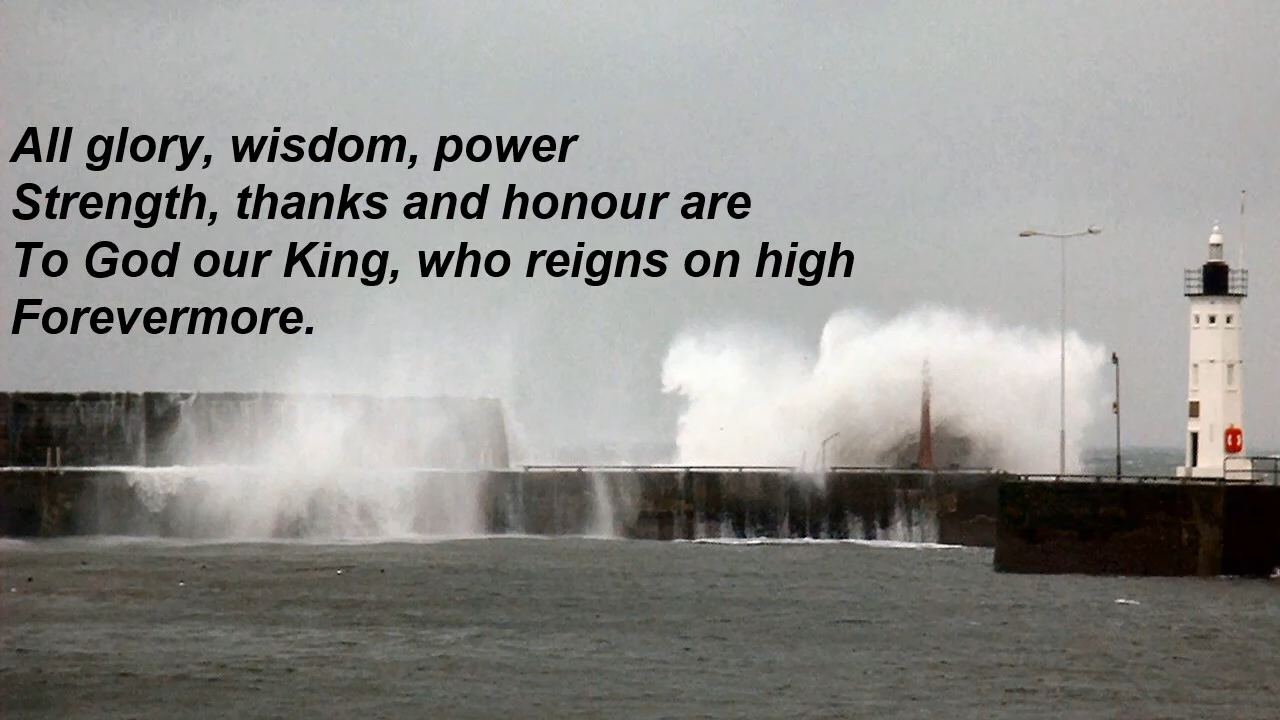 All glory, wisdom, power
Strength, thanks and honour are
To God our King, who reigns on high
Forevermore.